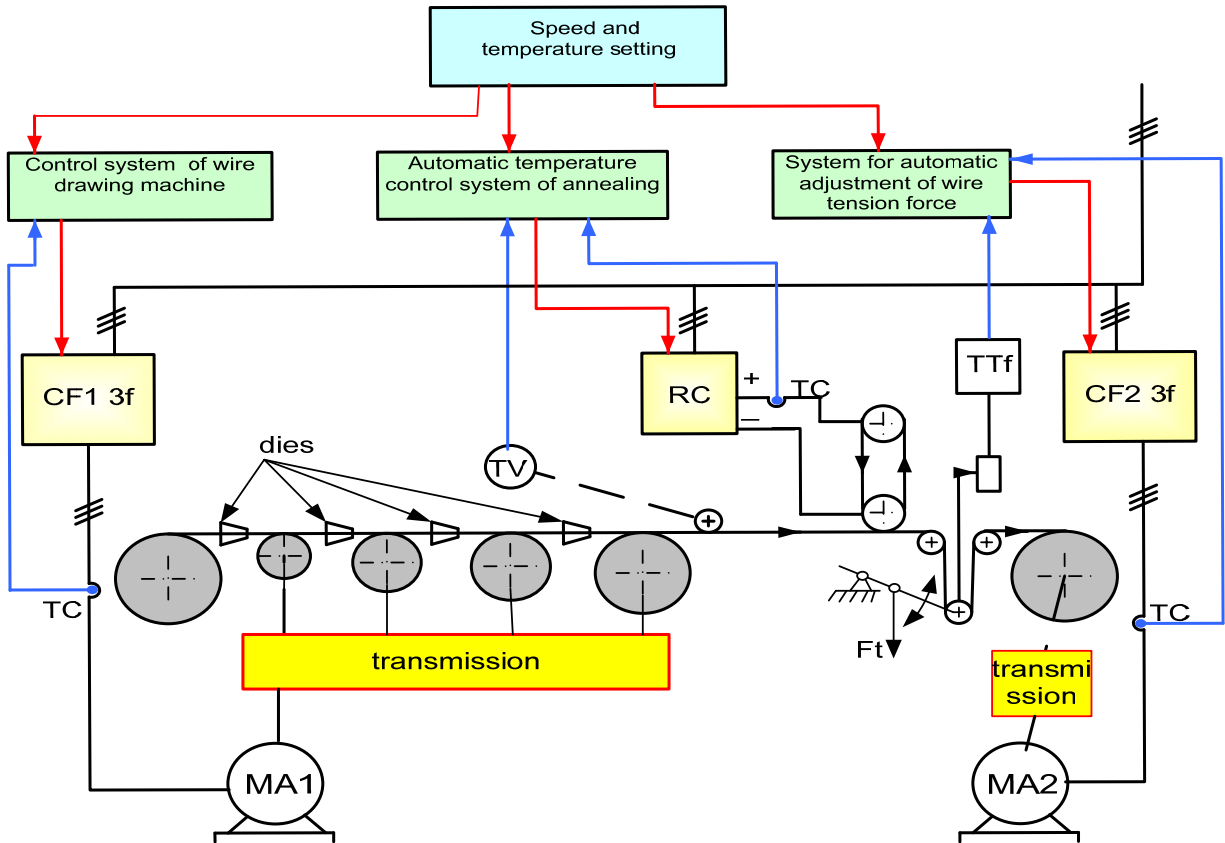 Speed and
temperature setting
Control system of wire
drawing machine
Automatic temperature
control system of annealing
System for automatic
adjustment of wire
tension force
CF1 3f
RC
+
–
TC
TTf
CF2 3f
dies
TV
TC
TC
Ft
transmission
transmi
ssion
MA1
MA2